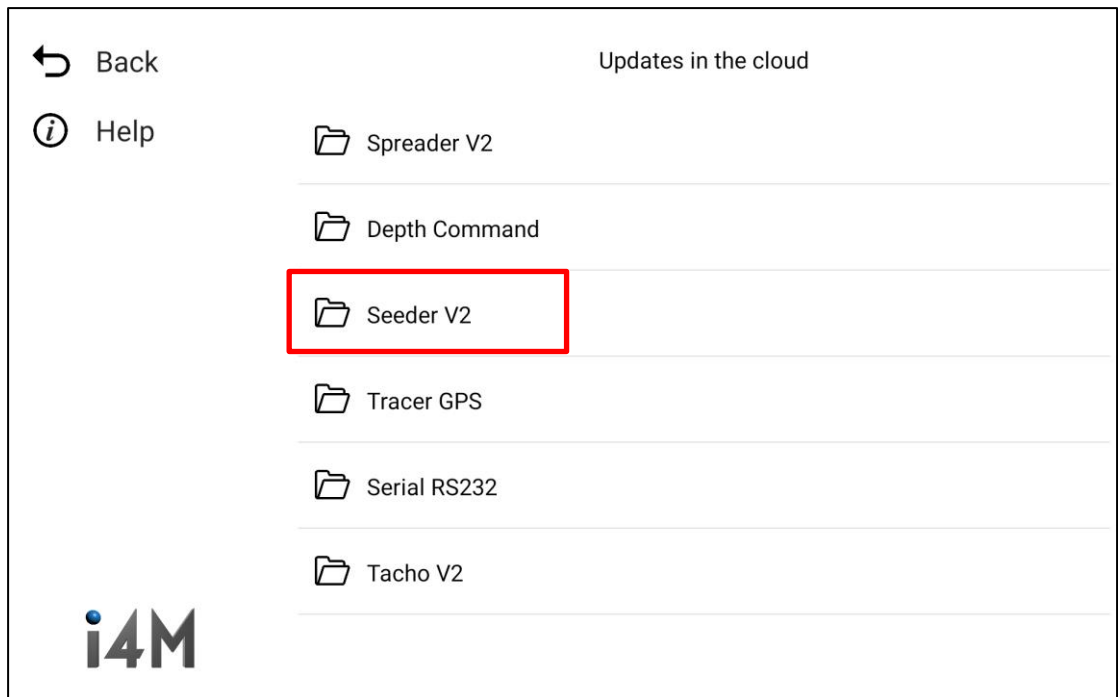 Back
Updates in the cloud
Help
Spreader V2
Depth Command
Seeder V2
Tracer GPS
Serial RS232
Tacho V2
i4M